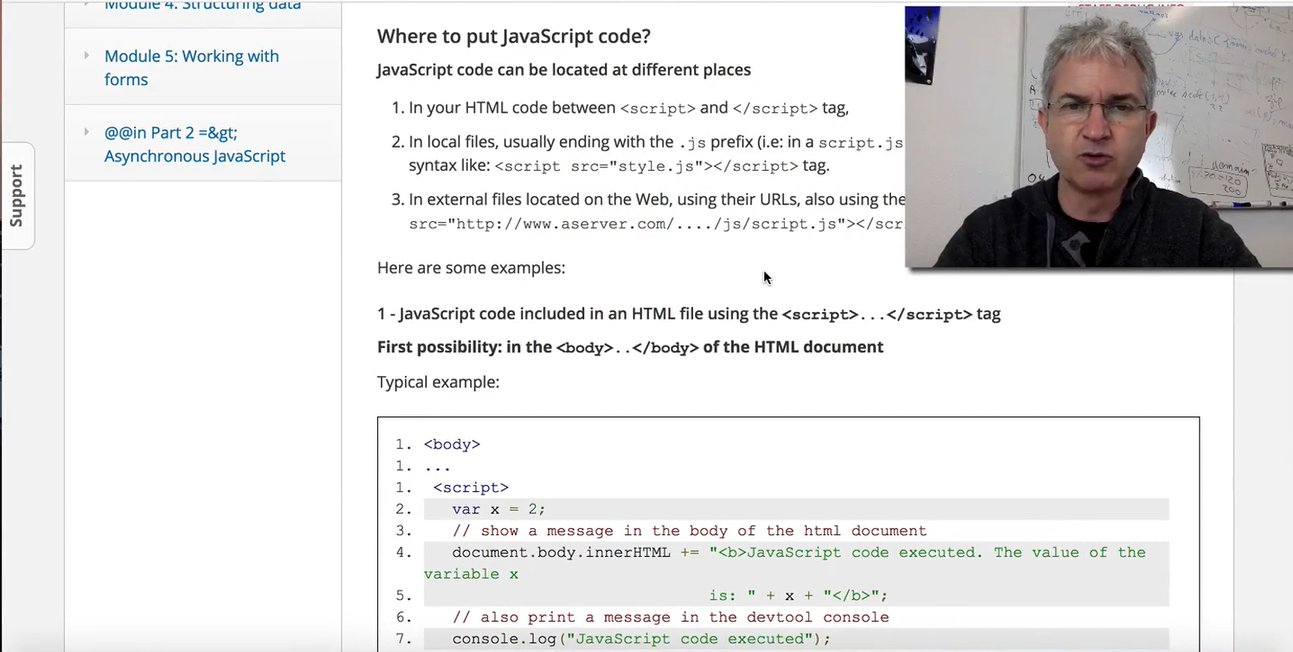 Module 4: Structuring data
Module 5: Working with
forms
@@in Part 2 =&gt;
Asynchronous JavaScript
Support
STAFF DEBUG INFO
Where to put JavaScript code?
JavaScript code can be located at different places
1. In your HTML code between <script> and </script> tag,
2. In local files, usually ending with the .js prefix (i.e: in a script.js
syntax like: <script src="style.js"></script> tag.
3. In external files located on the Web, using their URLs, also using the
src="http://www.aserver.com/..../js/script.js"></scr
Here are some examples:
1 - JavaScript code included in an HTML file using the <script>...</script> tag
First possibility: in the <body>..</body> of the HTML document
Typical example:
1. <body>
1. ...
1. <script>
2. var x = 2;
3. // show a message in the body of the html document
4. document.body.innerHTML += "<b>JavaScript code executed. The value of the
variable x
5. is: " + x + "</b>";
6. // also print a message in the devtool console
7. console.log("JavaScript code executed");